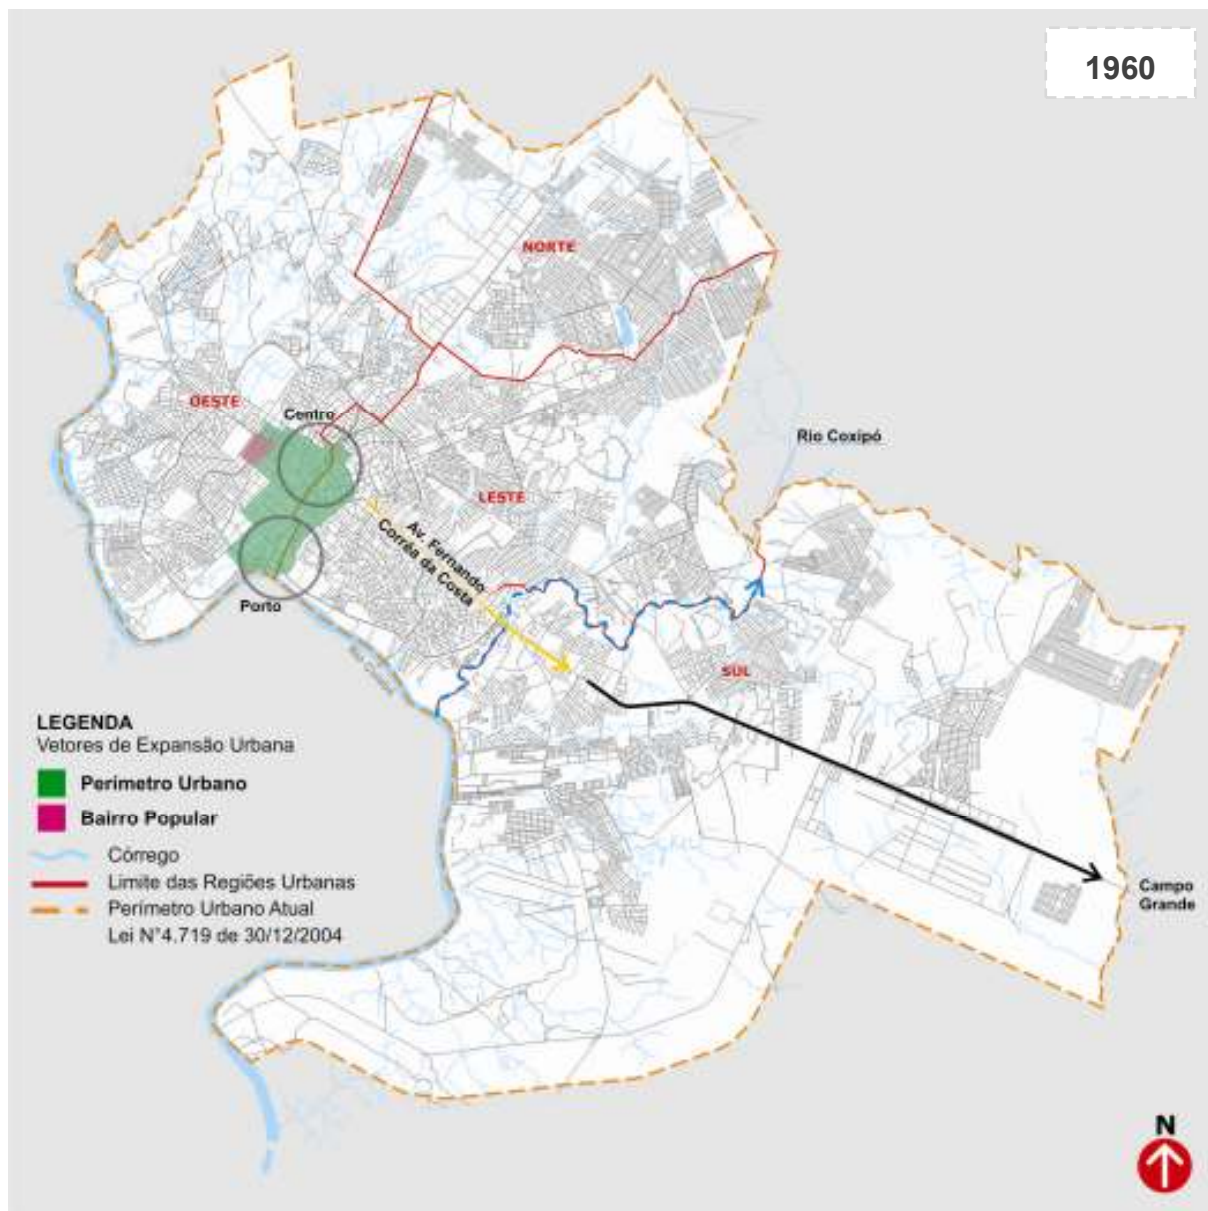 1960
NORTE
OESTE
Centro
Rio Coxipó
LESTE
Av. Fernando
Corrêa da Costa
Porto
SUL
LEGENDA
Vetores de Expansão Urbana
Perimetro Urbano
Bairro Popular
Córrego
Limite das Regiões Urbanas
Perímetro Urbano Atual
Lei N°4.719 de 30/12/2004
Campo
Grande
N